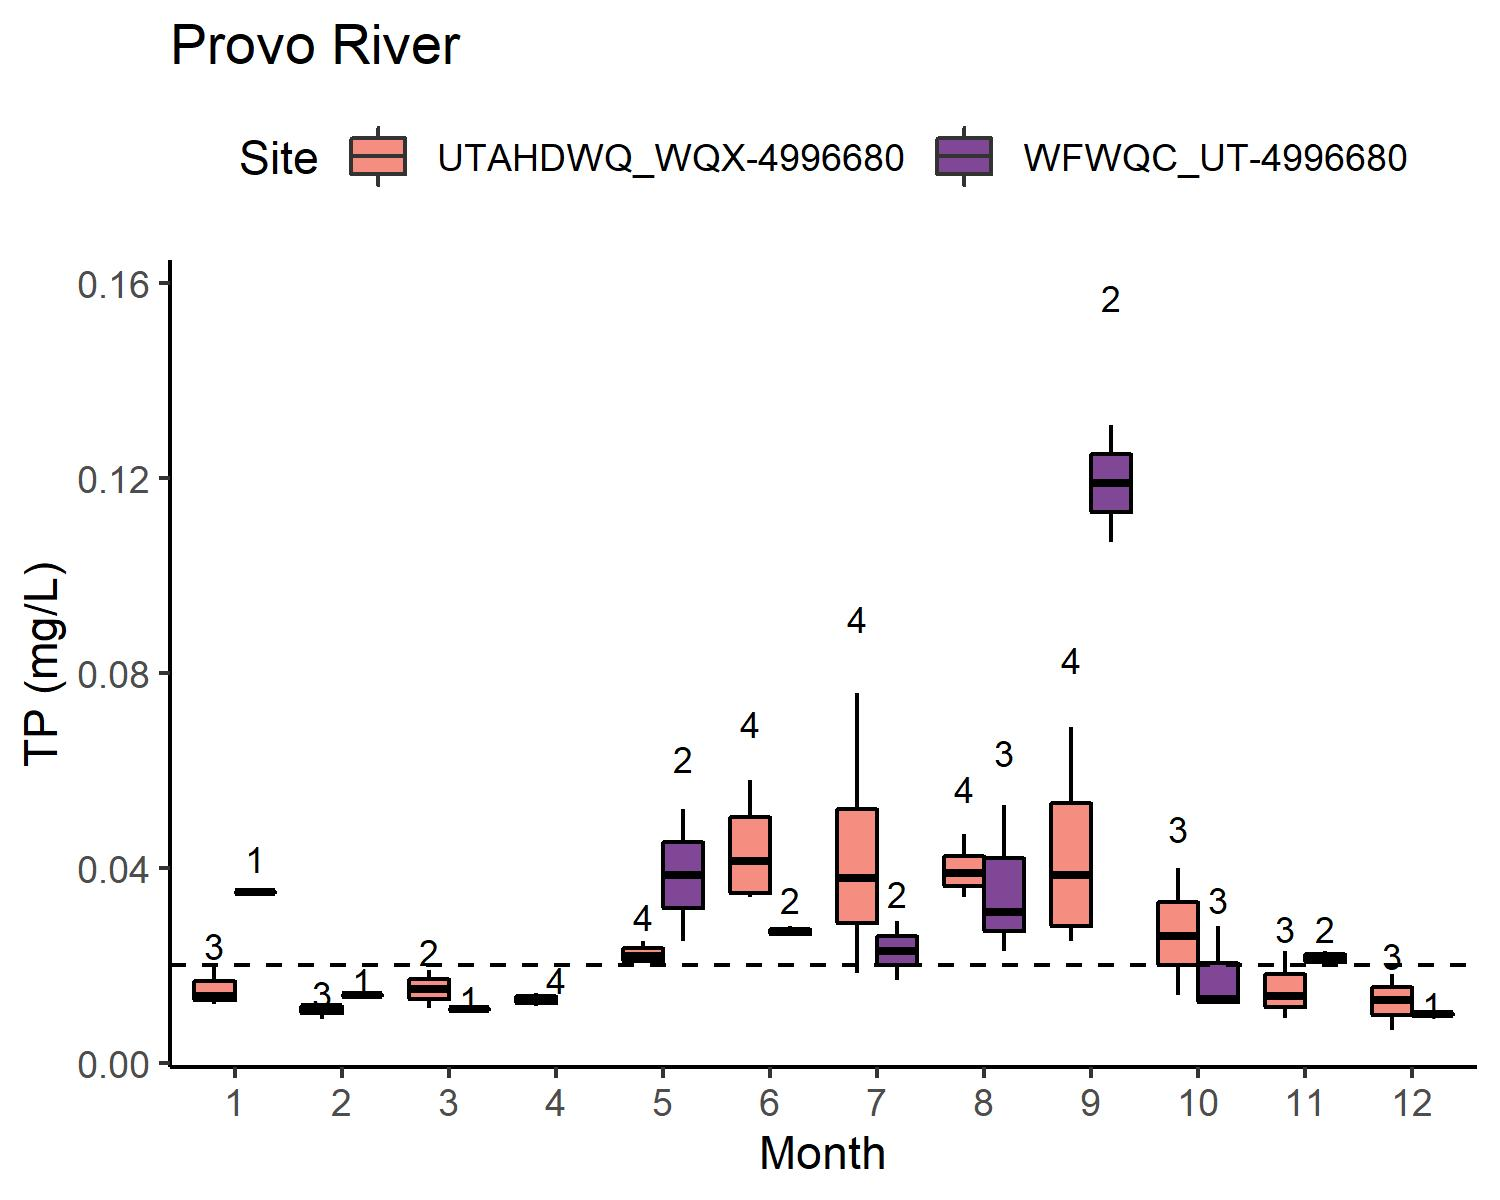 Provo River
Site UTAHDWQ_WQX-4996680 WFWQC_UT-4996680
0.16
0.12
0.08
0.04
0.00
TP (mg/L)
3 1 3 1 2 1 4 4 2 4 2 4 2 4 3 4 2 3 3 3 2 3 1
1 2 3 4 5 6 7 8 9 10 11 12
Month